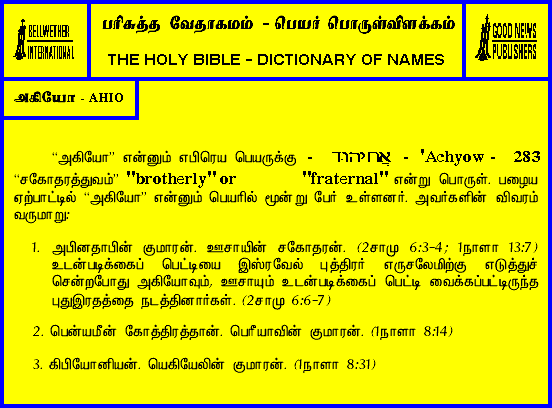 BELLWETHER
INTERNATIONAL
பரிசுத்த வேதாகமம் - பெயர் பொருள்விளக்கம்
THE HOLY BIBLE - DICTIONARY OF NAMES
GOOD NEWS
PUBLISHERS
அகியோ - AHIO
“அகியோ” என்னும் எபிரெய பெயருக்கு - - 'Achyow - 283
“சகோதரத்துவம்” "brotherly" or "fraternal" என்று பொருள். பழைய
ஏற்பாட்டில் “அகியோ” என்னும் பெயரில் மூன்று பேர் உள்ளனர். அவர்களின் விவரம்
வருமாறு:
1. அபினதாபின் குமாரன். ஊசாயின் சகோதரன். (2சாமு 6:3-4; 1நாளா 13:7)
உடன்படிக்கைப் பெட்டியை இஸ்ரவேல் புத்திரர் எருசலேமிற்கு எடுத்துச்
சென்றபோது அகியோவும், ஊசாயும் உடன்படிக்கைப் பெட்டி வைக்கப்பட்டிருந்த
புதுஇரதத்தை நடத்தினார்கள். (2சாமு 6:6-7)
2. பென்யமீன் கோத்திரத்தான். பெரீயாவின் குமாரன். (1நாளா 8:14)
3. கிபியோனியன். யெகியேலின் குமாரன். (1நாளா 8:31)